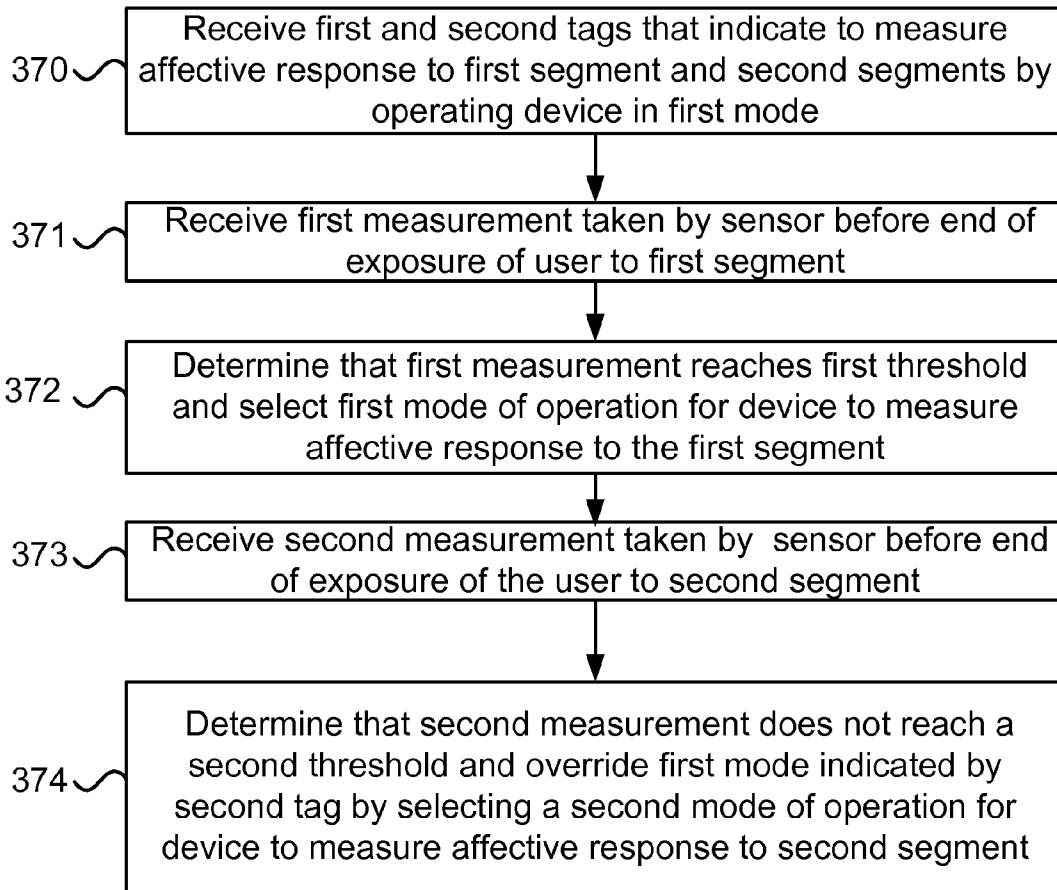 370
Receive first and second tags that indicate to measure
affective response to first segment and second segments by
operating device in first mode
371
Receive first measurement taken by sensor before end of
exposure of user to first segment
372
Determine that first measurement reaches first threshold
and select first mode of operation for device to measure
affective response to the first segment
373
Receive second measurement taken by sensor before end
of exposure of the user to second segment
374
Determine that second measurement does not reach a
second threshold and override first mode indicated by
second tag by selecting a second mode of operation for
device to measure affective response to second segment